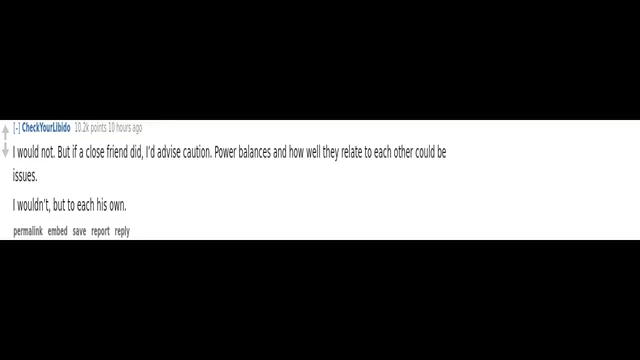 [-] CheckYourLibido 10.2k points 10 hours ago
I would not. But if a close friend did, I'd advise caution. Power balances and how well they relate to each other could be
issues.
I wouldn't, but to each his own.
permalink embed save report reply